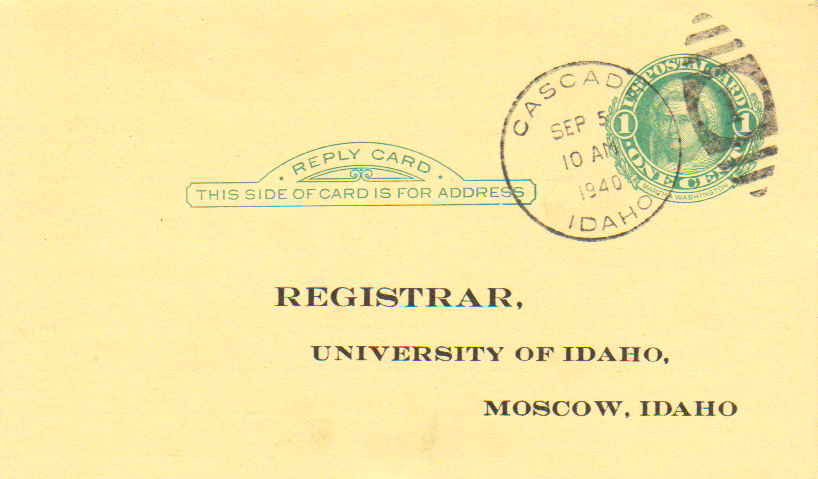 U·S·POSTAL CARD
1 1
ONE CENT
WASHINGTON
CASCAD
SEP 5
10 AM
1940
IDAHO
· REPLY CARD ·
THIS SIDE OF CARD IS FOR ADDRESS
REGISTRAR,
UNIVERSITY OF IDAHO,
MOSCOW, IDAHO